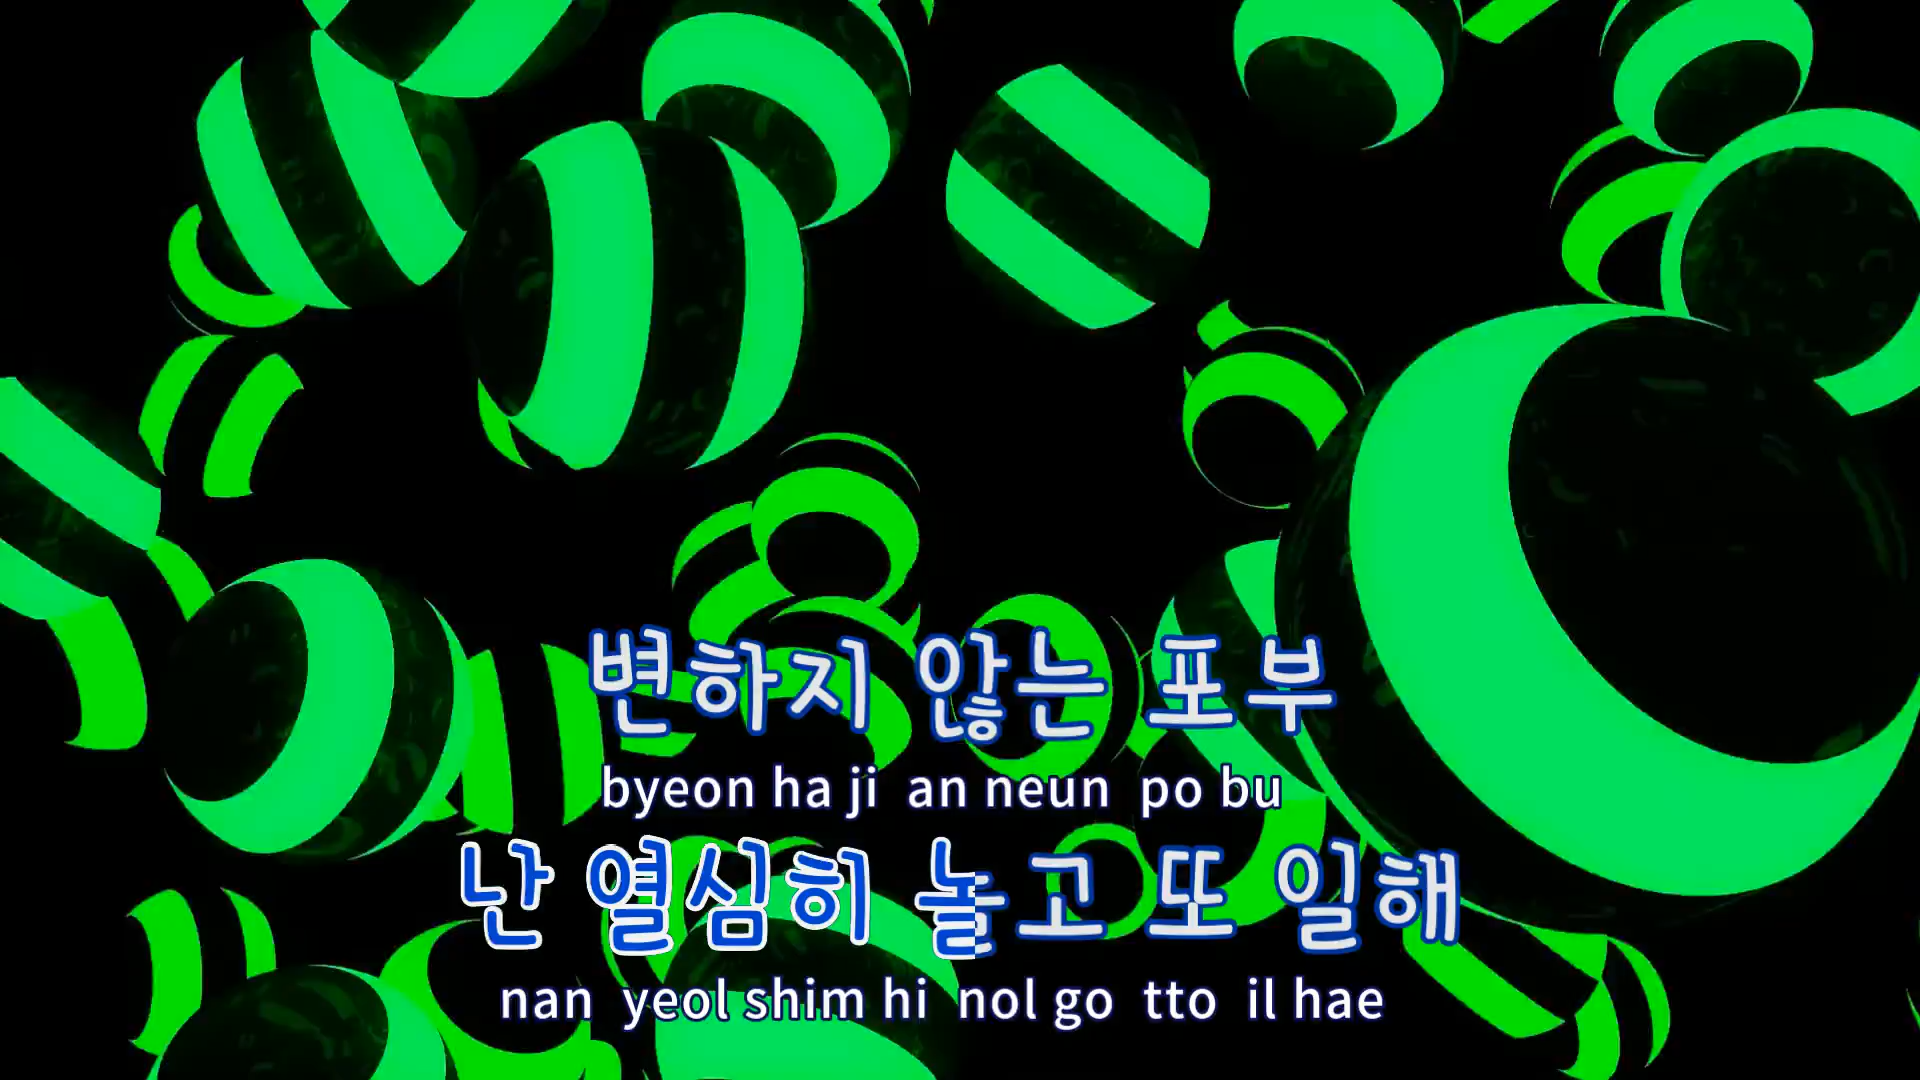 변하지 않는 포부
byeon ha ji an neun po bu
난 열심히 놀고 또 일해
nan yeol shim hi nol go tto il hae